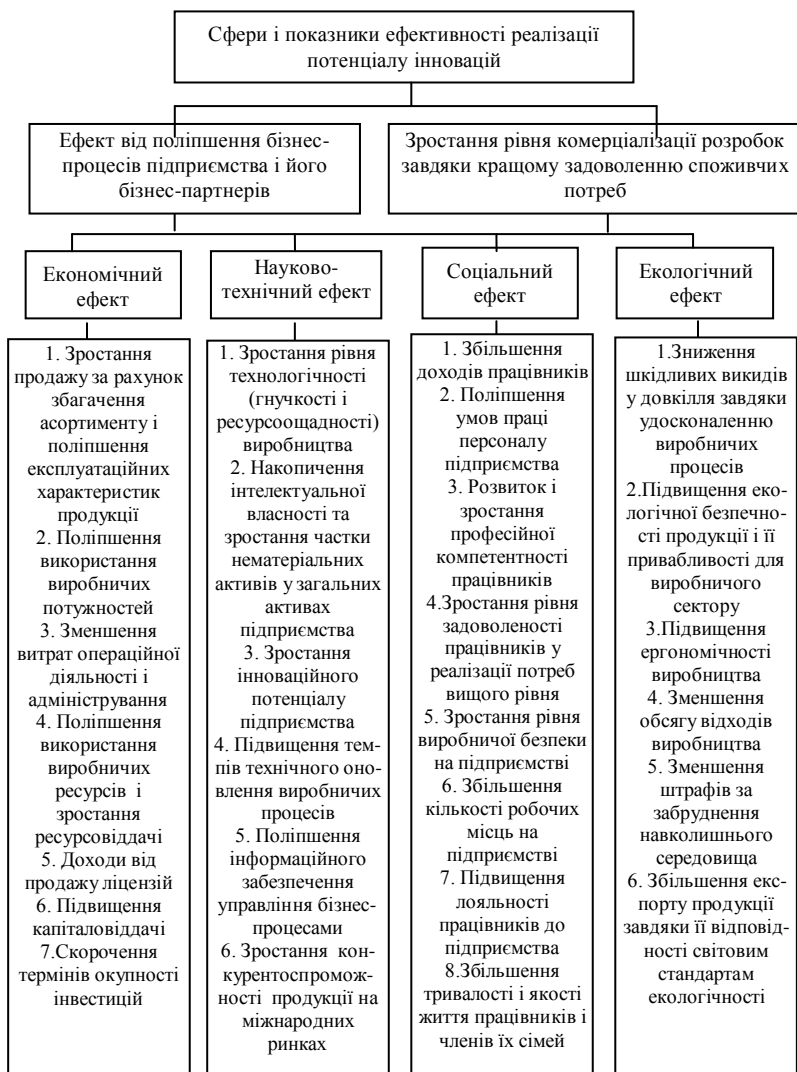 Сфери і показники ефективності реалізації
потенціалу інновацій
Ефект від поліпшення бізнес-
процесів підприємства і його
бізнес-партнерів
Зростання рівня комерціалізації розробок
завдяки кращому задоволенню споживчих
потреб
Економічний
ефект
Науково-
технічний ефект
Соціальний
ефект
Екологічний
ефект
1. Зростання
продажу за рахунок
збагачення
асортименту і
поліпшення
експлуатаційних
характеристик
продукції
2. Поліпшення
використання
виробничих
потужностей
3. Зменшення
витрат операційної
діяльності і
адміністрування
4. Поліпшення
використання
виробничих
ресурсів і
зростання
ресурсовіддачі
5. Доходи від
продажу ліцензій
6. Підвищення
капіталовіддачі
7.Скорочення
термінів окупності
інвестицій
1. Зростання рівня
технологічності
(гнучкості і
ресурсоощадності)
виробництва
2. Накопичення
інтелектуальної
власності та
зростання частки
нематеріальних
активів у загальних
активах
підприємства
3. Зростання
інноваційного
потенціалу
підприємства
4. Підвищення тем-
пів технічного онов-
лення виробничих
процесів
5. Поліпшення
інформаційного
забезпечення
управління бізнес-
процесами
6. Зростання кон-
курентоспромож-
ності продукції на
міжнародних
ринках
1. Збільшення
доходів працівників
2. Поліпшення
умов праці
персоналу
підприємства
3. Розвиток і
зростання
професійної
компетентності
працівників
4.Зростання рівня
задоволеності
працівників у
реалізації потреб
вищого рівня
5. Зростання рівня
виробничої безпеки
на підприємстві
6. Збільшення
кількості робочих
місць на
підприємстві
7. Підвищення
лояльності
працівників до
підприємства
8.Збільшення
тривалості і якості
життя працівників і
членів їх сімей
1.Зниження
шкідливих викидів
у довкілля завдяки
удосконаленню
виробничих
процесів
2.Підвищення еко-
логічної безпечно-
сті продукції і її
привабливості для
виробничого
сектору
3.Підвищення
ергономічності
виробництва
4. Зменшення
обсягу відходів
виробництва
5. Зменшення
штрафів за
забруднення
навколишнього
середовища
6. Збільшення екс-
порту продукції
завдяки її відповід-
ності світовим
стандартам
екологічності